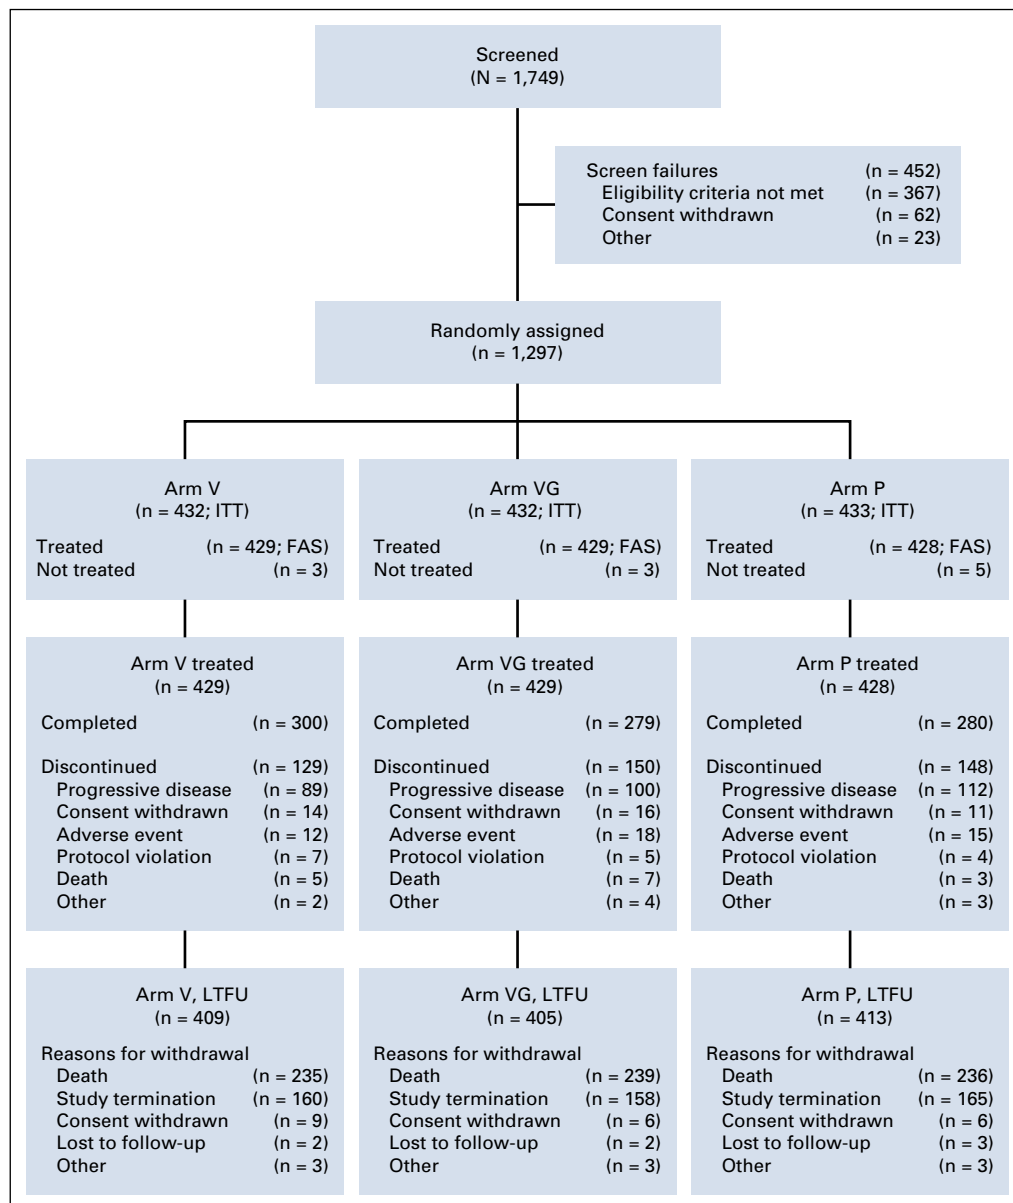 Screened
(N = 1,749)
Screen failures (n = 452)
Eligibility criteria not met (n = 367)
Consent withdrawn (n = 62)
Other (n = 23)
Randomly assigned
(n = 1,297)
Arm V
(n = 432; ITT)
Treated (n = 429; FAS)
Not treated (n = 3)
Arm VG
(n = 432; ITT)
Treated (n = 429; FAS)
Not treated (n = 3)
Arm P
(n = 433; ITT)
Treated (n = 428; FAS)
Not treated (n = 5)
Arm V treated
(n = 429)
Completed (n = 300)
Discontinued (n = 129)
Progressive disease (n = 89)
Consent withdrawn (n = 14)
Adverse event (n = 12)
Protocol violation (n = 7)
Death (n = 5)
Other (n = 2)
Arm VG treated
(n = 429)
Completed (n = 279)
Discontinued (n = 150)
Progressive disease (n = 100)
Consent withdrawn (n = 16)
Adverse event (n = 18)
Protocol violation (n = 5)
Death (n = 7)
Other (n = 4)
Arm P treated
(n = 428)
Completed (n = 280)
Discontinued (n = 148)
Progressive disease (n = 112)
Consent withdrawn (n = 11)
Adverse event (n = 15)
Protocol violation (n = 4)
Death (n = 3)
Other (n = 3)
Arm V, LTFU
(n = 409)
Reasons for withdrawal
Death (n = 235)
Study termination (n = 160)
Consent withdrawn (n = 9)
Lost to follow-up (n = 2)
Other (n = 3)
Arm VG, LTFU
(n = 405)
Reasons for withdrawal
Death (n = 239)
Study termination (n = 158)
Consent withdrawn (n = 6)
Lost to follow-up (n = 2)
Other (n = 3)
Arm P, LTFU
(n = 413)
Reasons for withdrawal
Death (n = 236)
Study termination (n = 165)
Consent withdrawn (n = 6)
Lost to follow-up (n = 3)
Other (n = 3)